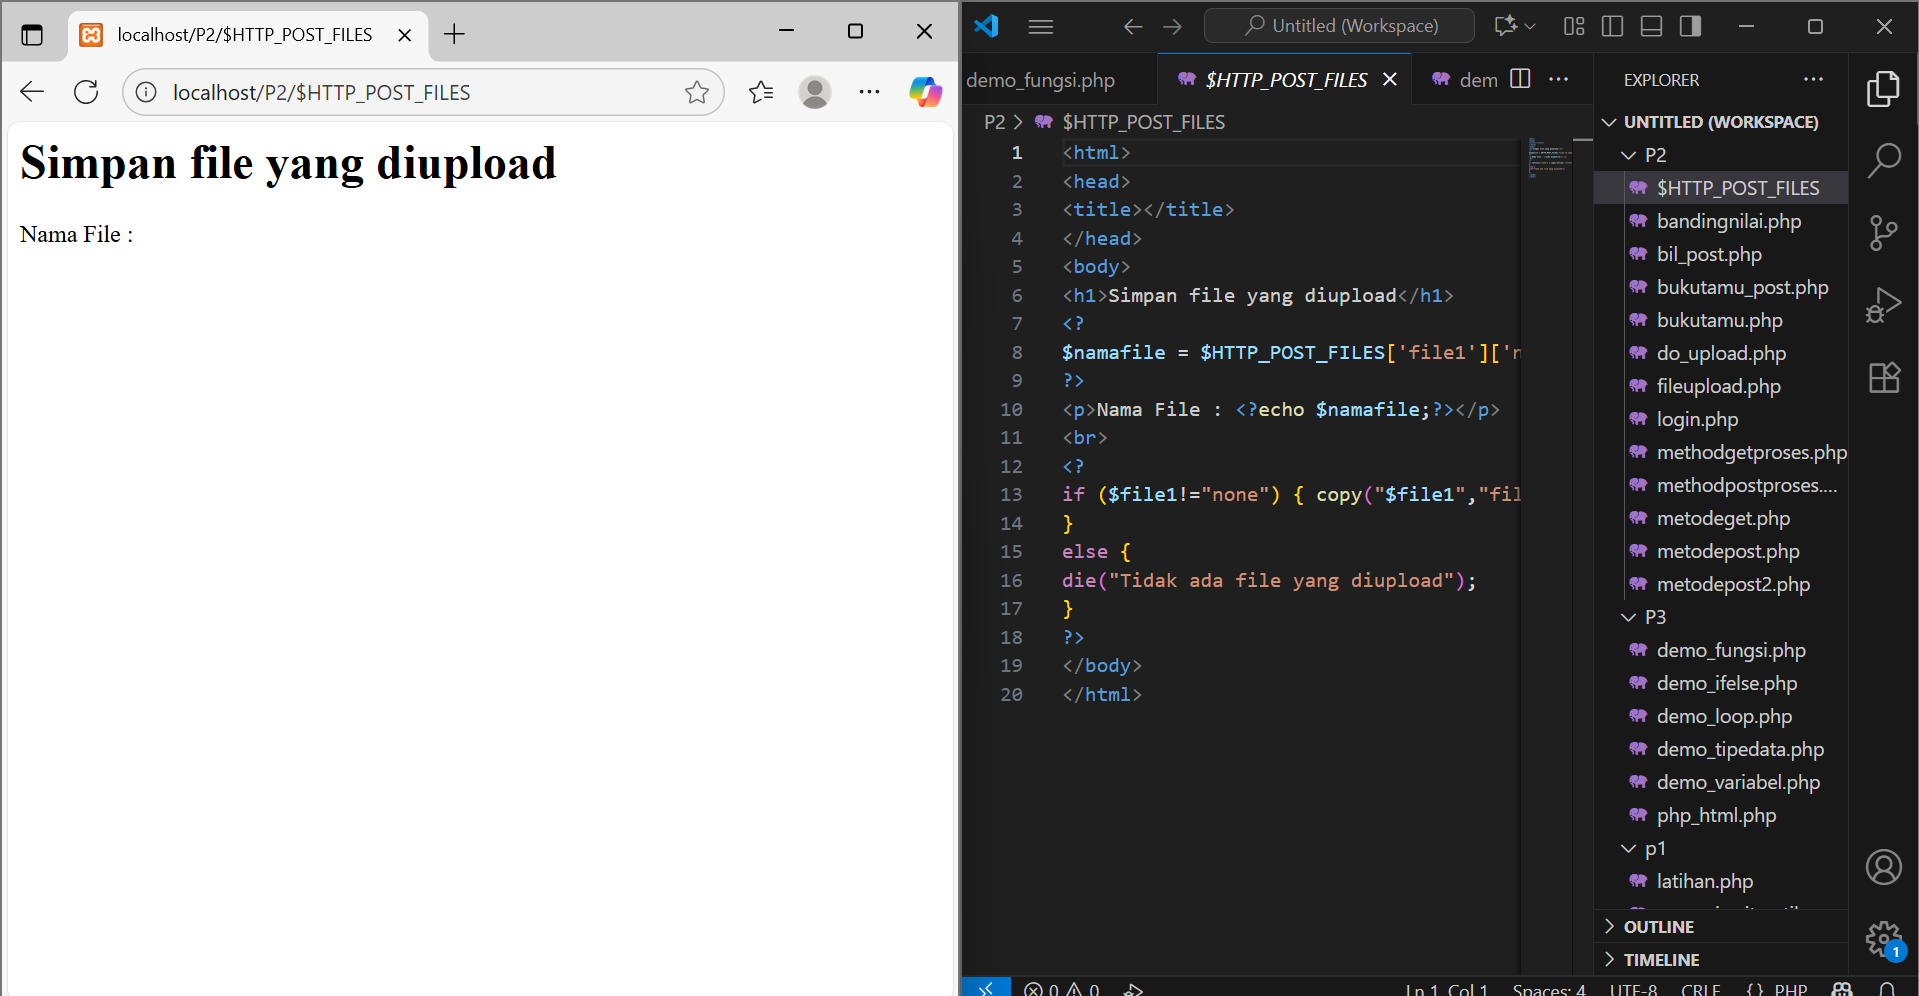 localhost/P2/$HTTP_POST_FILES
localhost/P2/$HTTP_POST_FILES
Simpan file yang diupload
Nama File :
Untitled (Workspace)
demo_fungsi.php
$HTTP_POST_FILES
dem
P2 > $HTTP_POST_FILES
1 <html>
2 <head>
3 <title></title>
4 </head>
5 <body>
6 <h1>Simpan file yang diupload</h1>
7 <?
8 $namafile = $HTTP_POST_FILES['file1']['n
9 ?>
10 <p>Nama File : <?echo $namafile;?></p>
11 <br>
12 <?
13 if ($file1!="none") { copy("$file1","fil
14 }
15 else {
16 die("Tidak ada file yang diupload");
17 }
18 ?>
19 </body>
20 </html>
EXPLORER
UNTITLED (WORKSPACE)
P2
$HTTP_POST_FILES
bandingnilai.php
bil_post.php
bukutamu_post.php
bukutamu.php
do_upload.php
fileupload.php
login.php
methodgetproses.php
methodpostproses....
metodeget.php
metodepost.php
metodepost2.php
P3
demo_fungsi.php
demo_ifelse.php
demo_loop.php
demo_tipedata.php
demo_variabel.php
php_html.php
p1
latihan.php
OUTLINE
TIMELINE
1
0 0
Ln 1, Col 1 Spaces: 4 UTF-8 CRLF {} PHP